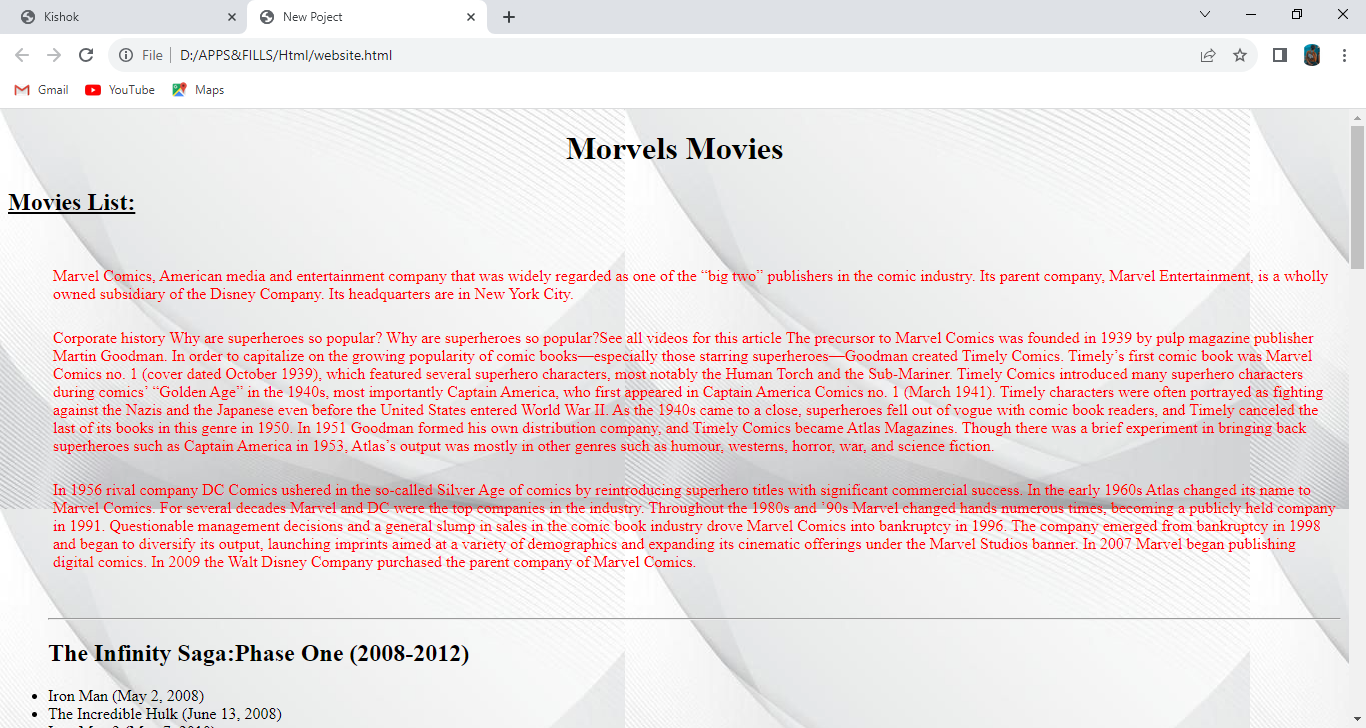 Kishok
New Poject
File
D:/APPS&FILLS/Html/website.html
Gmail
YouTube
Maps
Morvels Movies
Movies List:
Marvel Comics, American media and entertainment company that was widely regarded as one of the “big two” publishers in the comic industry. Its parent company, Marvel Entertainment, is a wholly
owned subsidiary of the Disney Company. Its headquarters are in New York City.
Corporate history Why are superheroes so popular? Why are superheroes so popular?See all videos for this article The precursor to Marvel Comics was founded in 1939 by pulp magazine publisher
Martin Goodman. In order to capitalize on the growing popularity of comic books—especially those starring superheroes—Goodman created Timely Comics. Timely’s first comic book was Marvel
Comics no. 1 (cover dated October 1939), which featured several superhero characters, most notably the Human Torch and the Sub-Mariner. Timely Comics introduced many superhero characters
during comics’ “Golden Age” in the 1940s, most importantly Captain America, who first appeared in Captain America Comics no. 1 (March 1941). Timely characters were often portrayed as fighting
against the Nazis and the Japanese even before the United States entered World War II. As the 1940s came to a close, superheroes fell out of vogue with comic book readers, and Timely canceled the
last of its books in this genre in 1950. In 1951 Goodman formed his own distribution company, and Timely Comics became Atlas Magazines. Though there was a brief experiment in bringing back
superheroes such as Captain America in 1953, Atlas’s output was mostly in other genres such as humour, westerns, horror, war, and science fiction.
In 1956 rival company DC Comics ushered in the so-called Silver Age of comics by reintroducing superhero titles with significant commercial success. In the early 1960s Atlas changed its name to
Marvel Comics. For several decades Marvel and DC were the top companies in the industry. Throughout the 1980s and ’90s Marvel changed hands numerous times, becoming a publicly held company
in 1991. Questionable management decisions and a general slump in sales in the comic book industry drove Marvel Comics into bankruptcy in 1996. The company emerged from bankruptcy in 1998
and began to diversify its output, launching imprints aimed at a variety of demographics and expanding its cinematic offerings under the Marvel Studios banner. In 2007 Marvel began publishing
digital comics. In 2009 the Walt Disney Company purchased the parent company of Marvel Comics.
The Infinity Saga:Phase One (2008-2012)
Iron Man (May 2, 2008)
The Incredible Hulk (June 13, 2008)